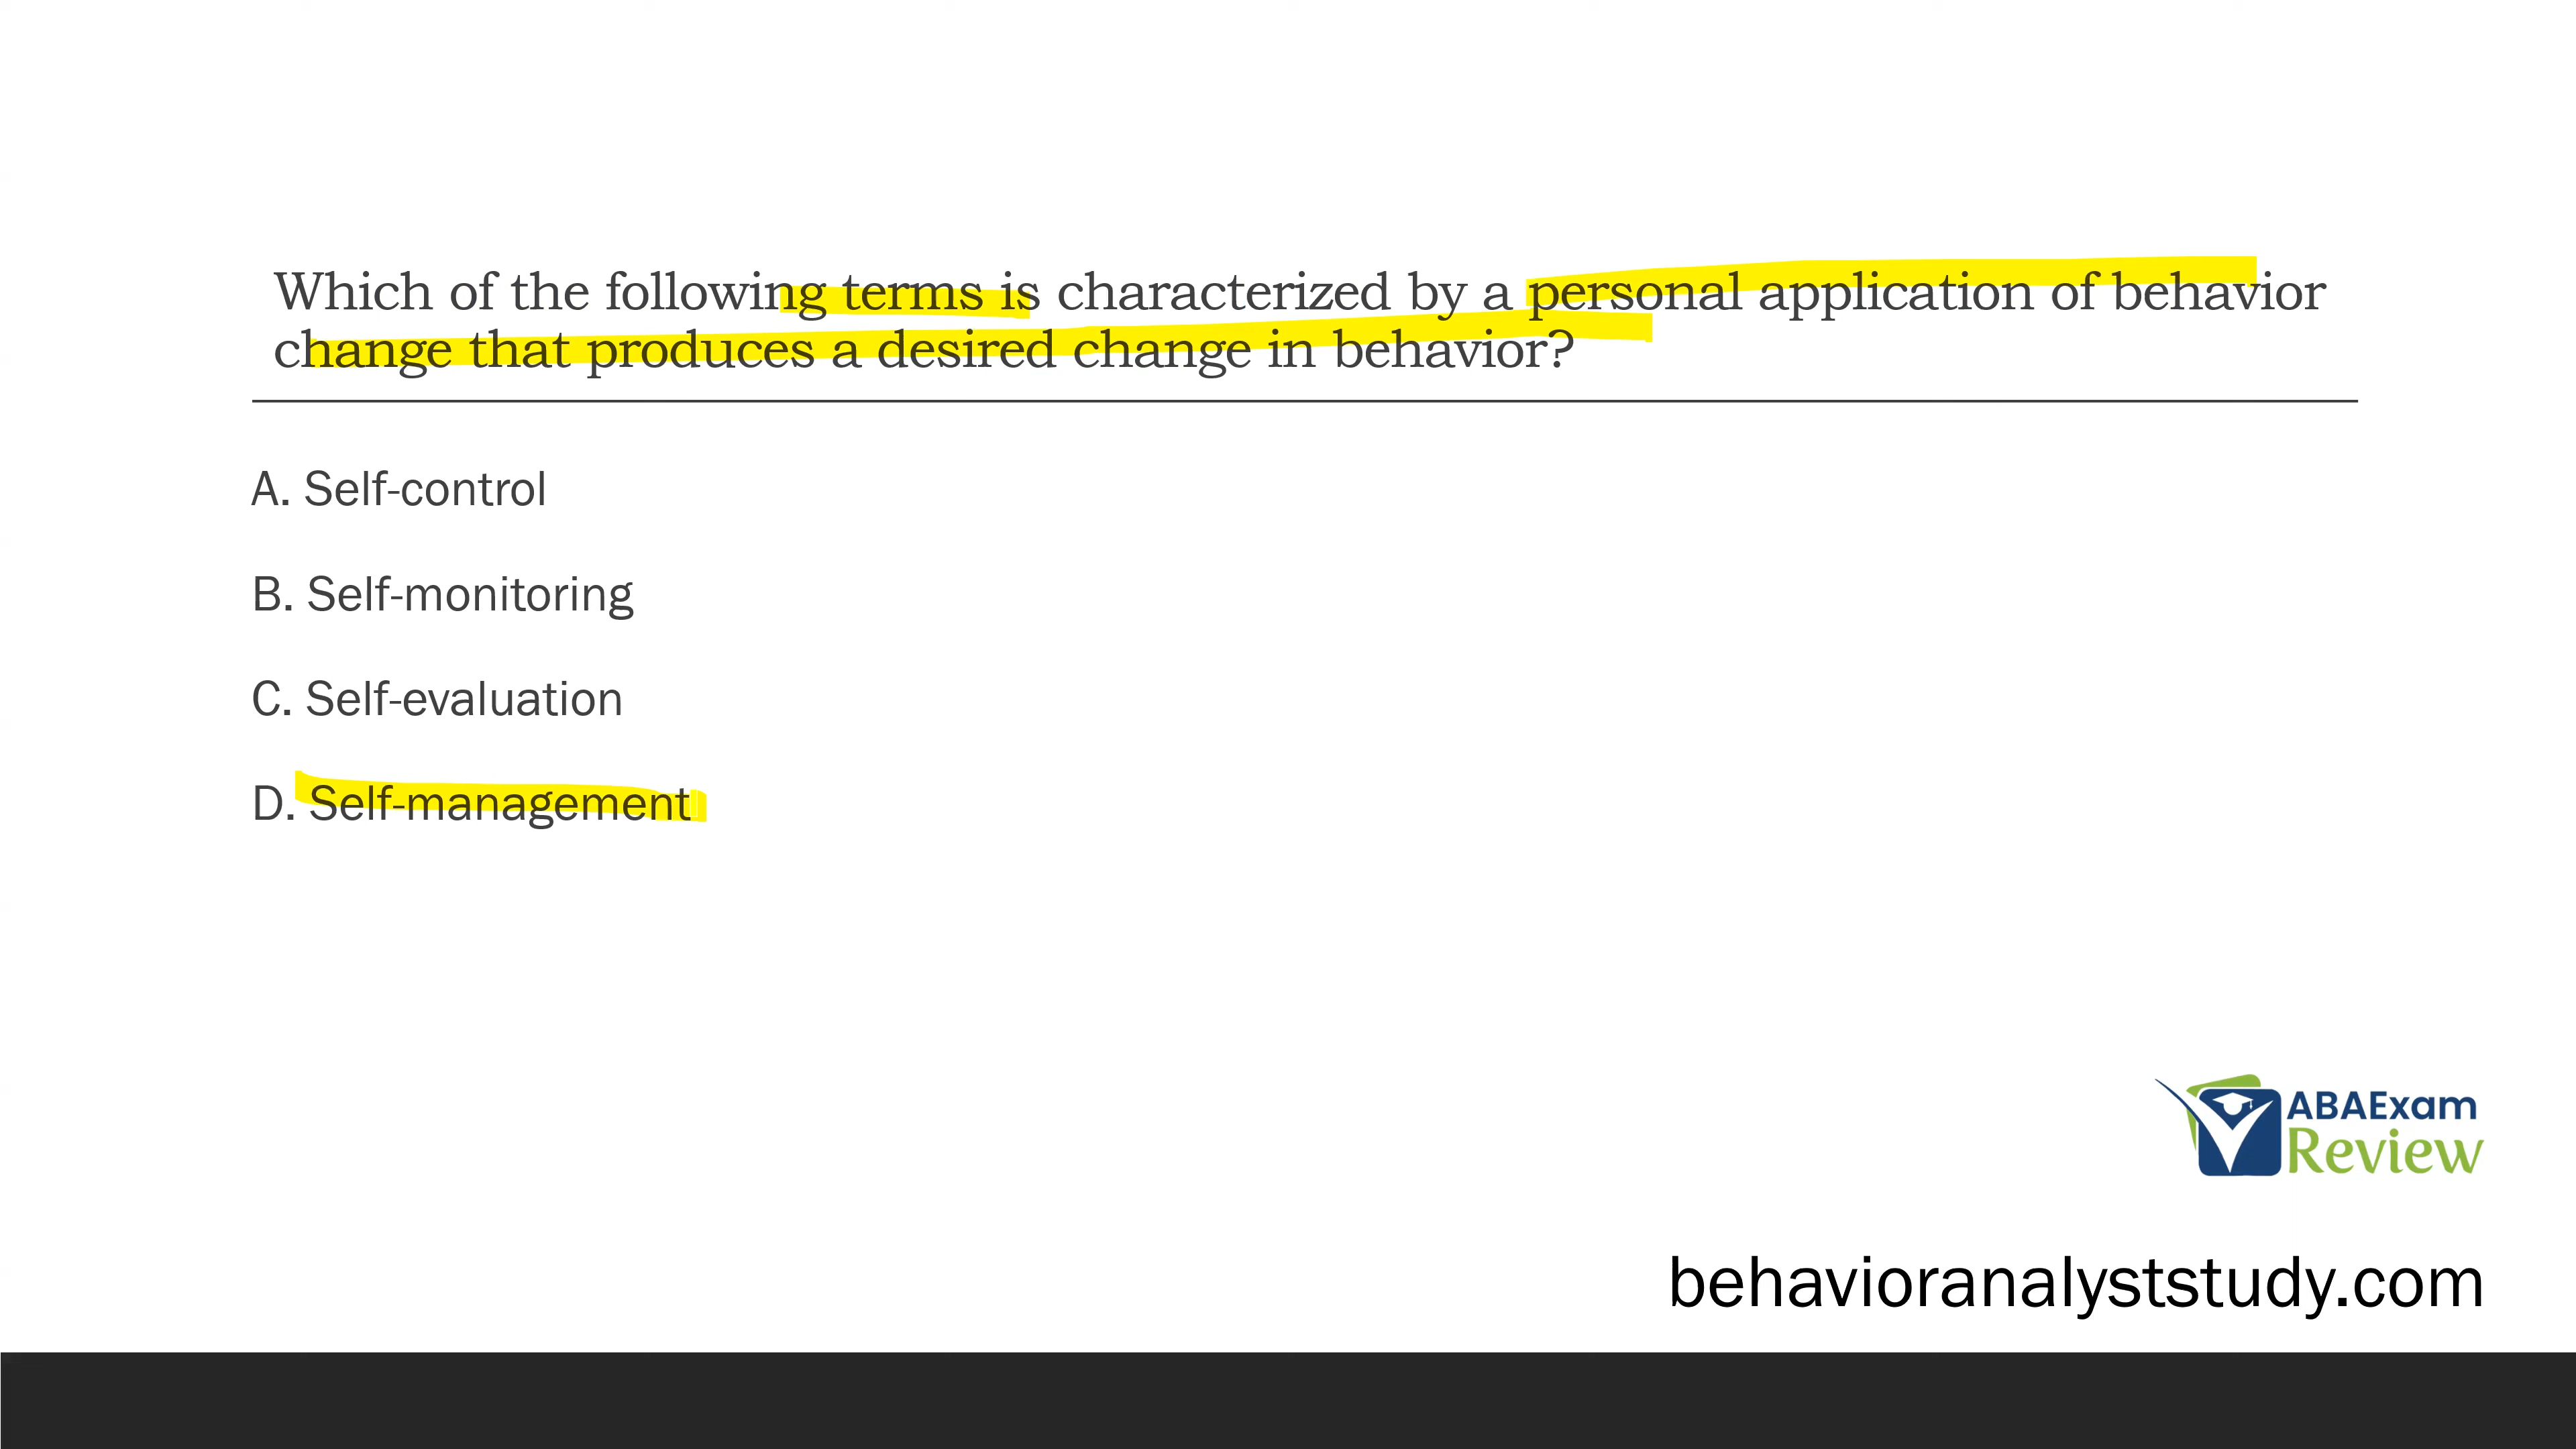 Which of the following terms is characterized by a personal application of behavior
change that produces a desired change in behavior?
A. Self-control
B. Self-monitoring
C. Self-evaluation
D. Self-management
ABAExam
Review
behavioranalyststudy.com